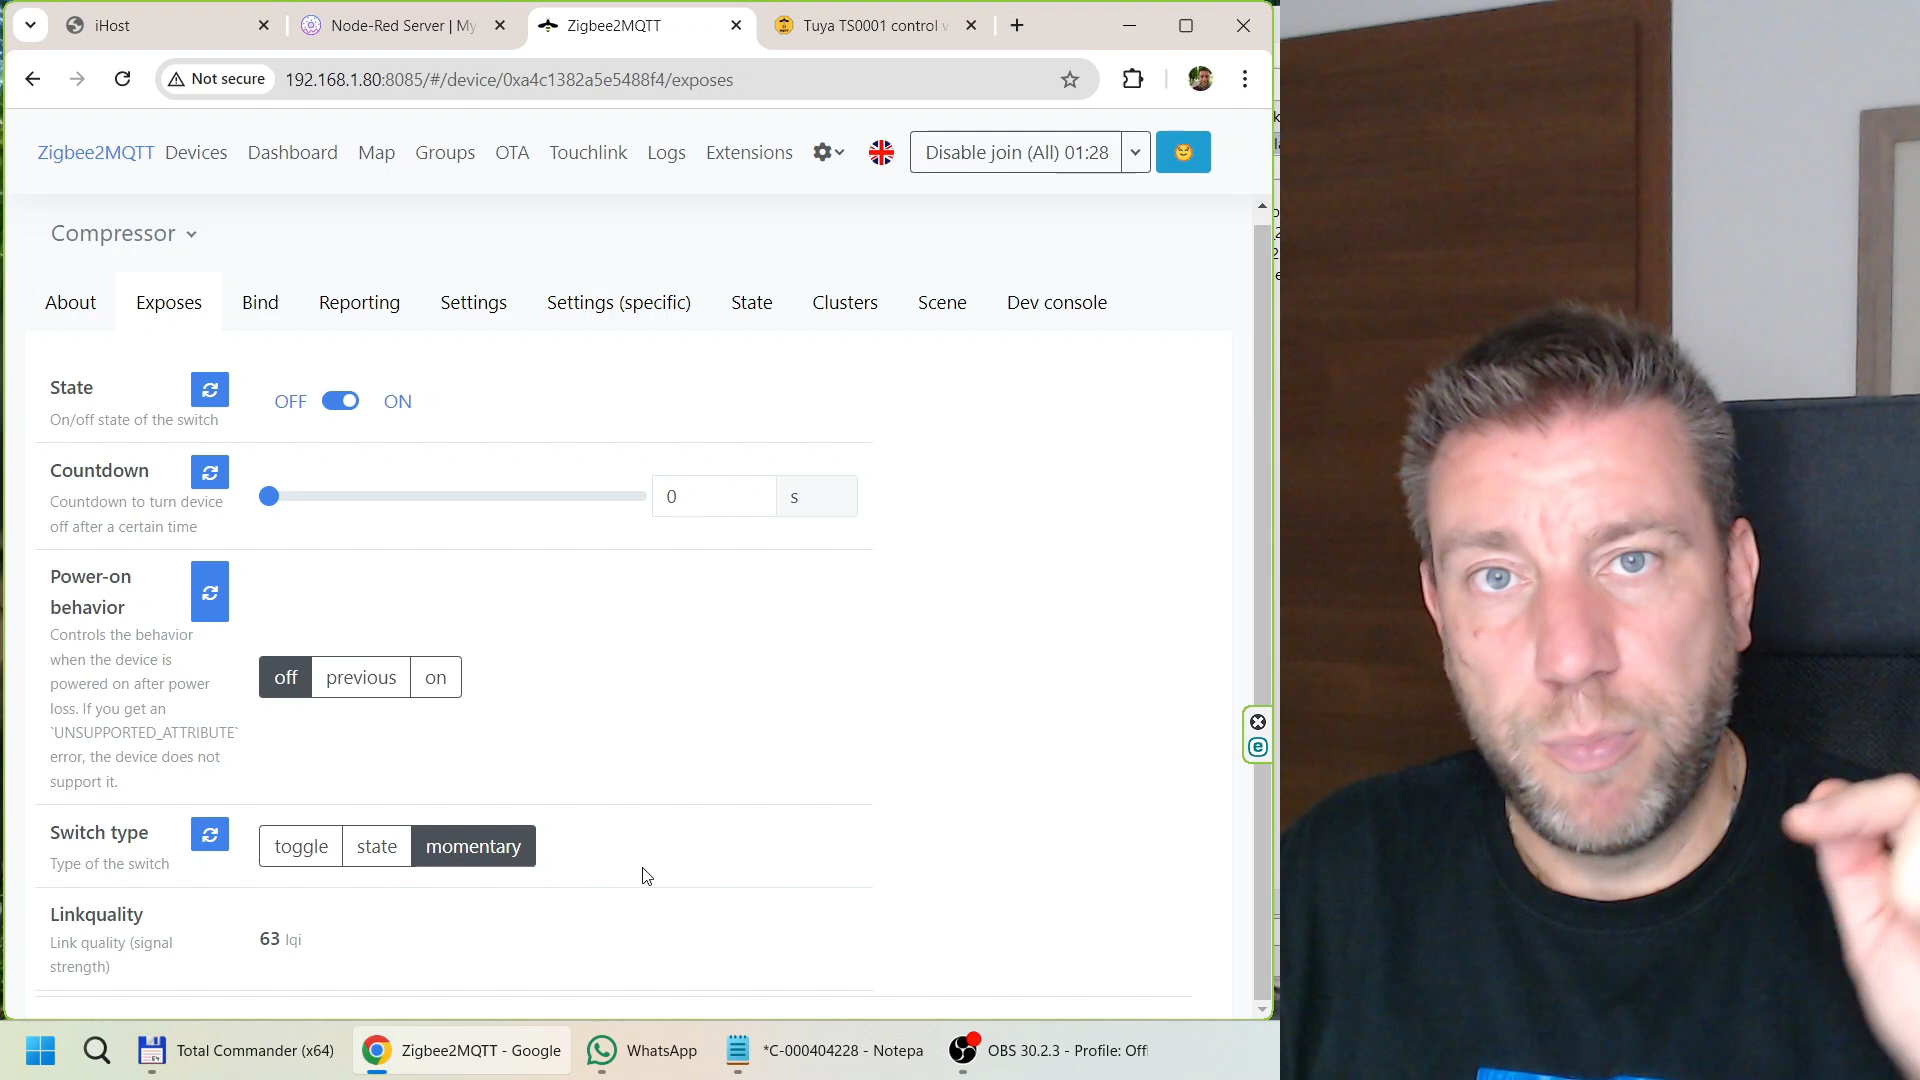 iHost
Node-Red Server | My
Zigbee2MQTT
Tuya TS0001 control v
Not secure
192.168.1.80:8085/#/device/0xa4c1382a5e5488f4/exposes
Zigbee2MQTT Devices Dashboard Map Groups OTA Touchlink Logs Extensions Disable join (All) 01:28
Compressor
About Exposes Bind Reporting Settings Settings (specific) State Clusters Scene Dev console
State
On/off state of the switch
OFF ON
Countdown
Countdown to turn device
off after a certain time
0 s
Power-on
behavior
Controls the behavior
when the device is
powered on after power
loss. If you get an
`UNSUPPORTED_ATTRIBUTE`
error, the device does not
support it.
off previous on
Switch type
Type of the switch
toggle state momentary
Linkquality
Link quality (signal
strength)
63 lqi
Total Commander (x64)
Zigbee2MQTT - Google
WhatsApp
*C-000404228 - Notepa
OBS 30.2.3 - Profile: Off